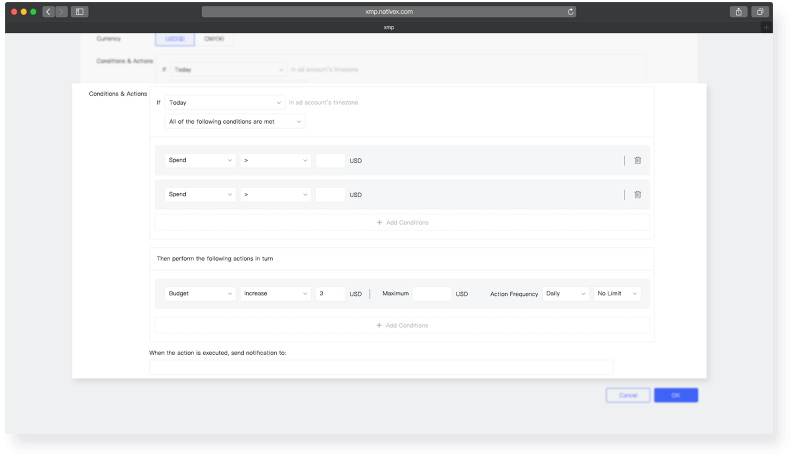 xmp.nativex.com
xmp
Currency USD($) CNY(¥)
Conditions & Actions If Today In ad account's timezone
Conditions & Actions
If Today In ad account's timezone
All of the following conditions are met
Spend > USD
Spend > USD
+ Add Conditions
Then perform the following actions in turn
Budget Increase 3 USD Maximum USD Action Frequency Daily No Limit
+ Add Conditions
When the action is executed, send notification to:
Cancel OK